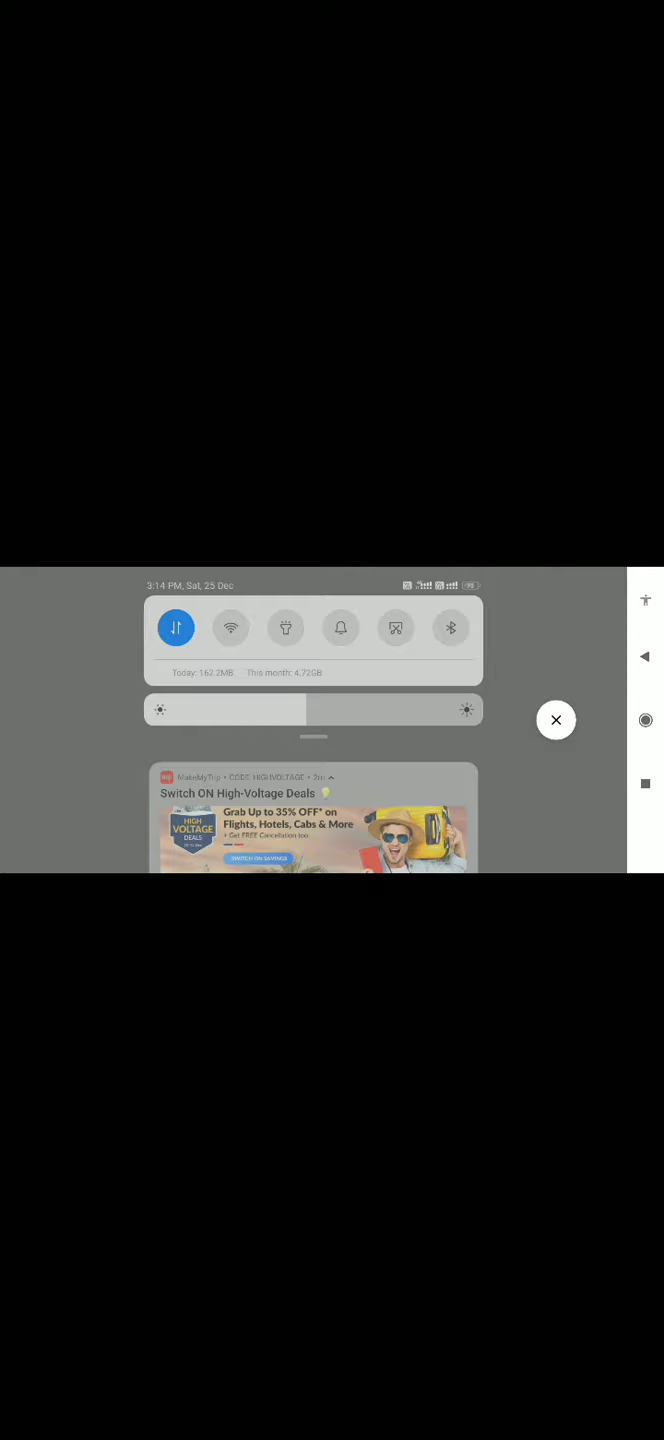 3:14 PM, Sat, 25 Dec
Today: 162.2MB This month: 4.72GB
MakeMyTrip • CODE: HIGHVOLTAGE • 2m
Switch ON High-Voltage Deals
HIGH
VOLTAGE
DEALS
Grab Up to 35% OFF* on
Flights, Hotels, Cabs & More
+ Get FREE Cancellation too
SWITCH ON SAVINGS